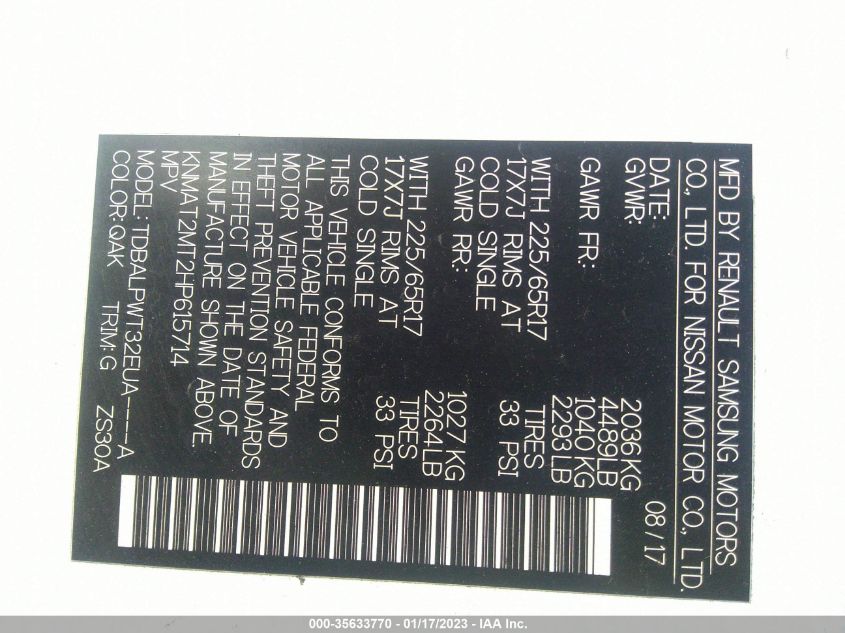 MFD BY RENAULT SAMSUNG MOTORS
CO., LTD. FOR NISSAN MOTOR CO., LTD.
DATE: 08/17
GVWR: 2036KG
4489LB
GAWR FR: 1040KG
2293LB
WITH 225/65R17 TIRES
17X7J RIMS AT 33 PSI
COLD SINGLE
GAWR RR: 1027KG
2264LB
WITH 225/65R17 TIRES
17X7J RIMS AT 33 PSI
COLD SINGLE
THIS VEHICLE CONFORMS TO
ALL APPLICABLE FEDERAL
MOTOR VEHICLE SAFETY AND
THEFT PREVENTION STANDARDS
IN EFFECT ON THE DATE OF
MANUFACTURE SHOWN ABOVE.
KNMAT2MT2HP615714
MPV
MODEL:TDBALPWT32EUA----A
COLOR:QAK TRIM:G ZS30A
000-35633770 - 01/17/2023 - IAA Inc.